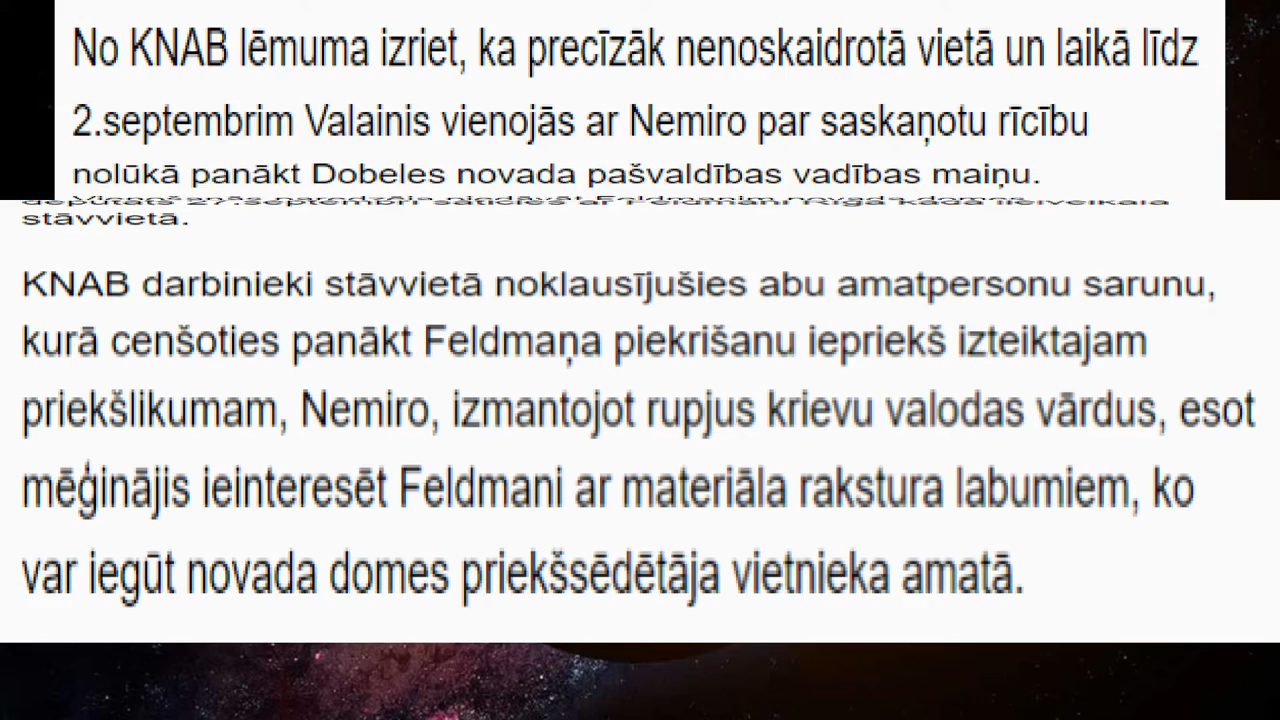 No KNAB lēmuma izriet, ka precīzāk nenoskaidrotā vietā un laikā līdz
2.septembrim Valainis vienojās ar Nemiro par saskaņotu rīcību
nolūkā panākt Dobeles novada pašvaldības vadības maiņu.
stāvvietā.
KNAB darbinieki stāvvietā noklausījušies abu amatpersonu sarunu,
kurā cenšoties panākt Feldmaņa piekrišanu iepriekš izteiktajam
priekšlikumam, Nemiro, izmantojot rupjus krievu valodas vārdus, esot
mēģinājis ieinteresēt Feldmani ar materiāla rakstura labumiem, ko
var iegūt novada domes priekšsēdētāja vietnieka amatā.